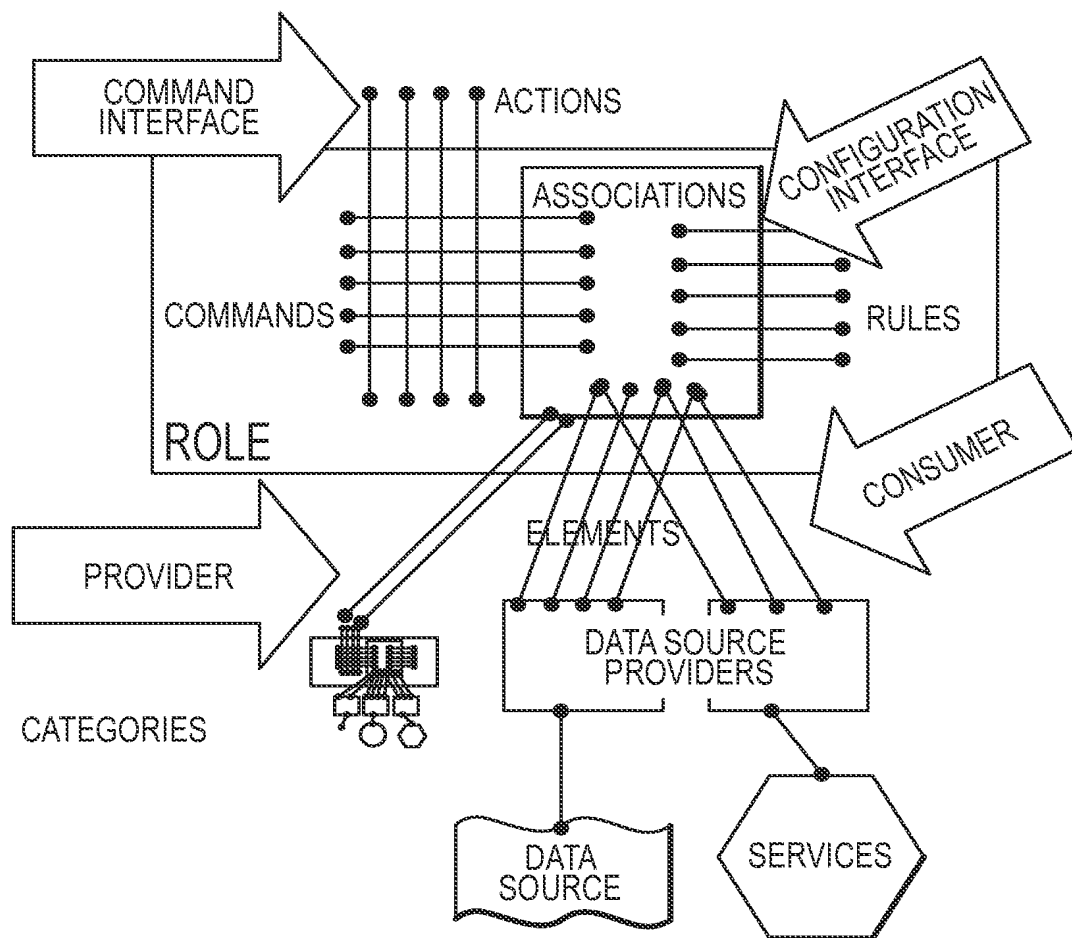 COMMAND
INTERFACE
ACTIONS
CONFIGURATION
INTERFACE
ASSOCIATIONS
COMMANDS
RULES
ROLE
CONSUMER
ELEMENTS
PROVIDER
DATA SOURCE
PROVIDERS
CATEGORIES
DATA
SOURCE
SERVICES